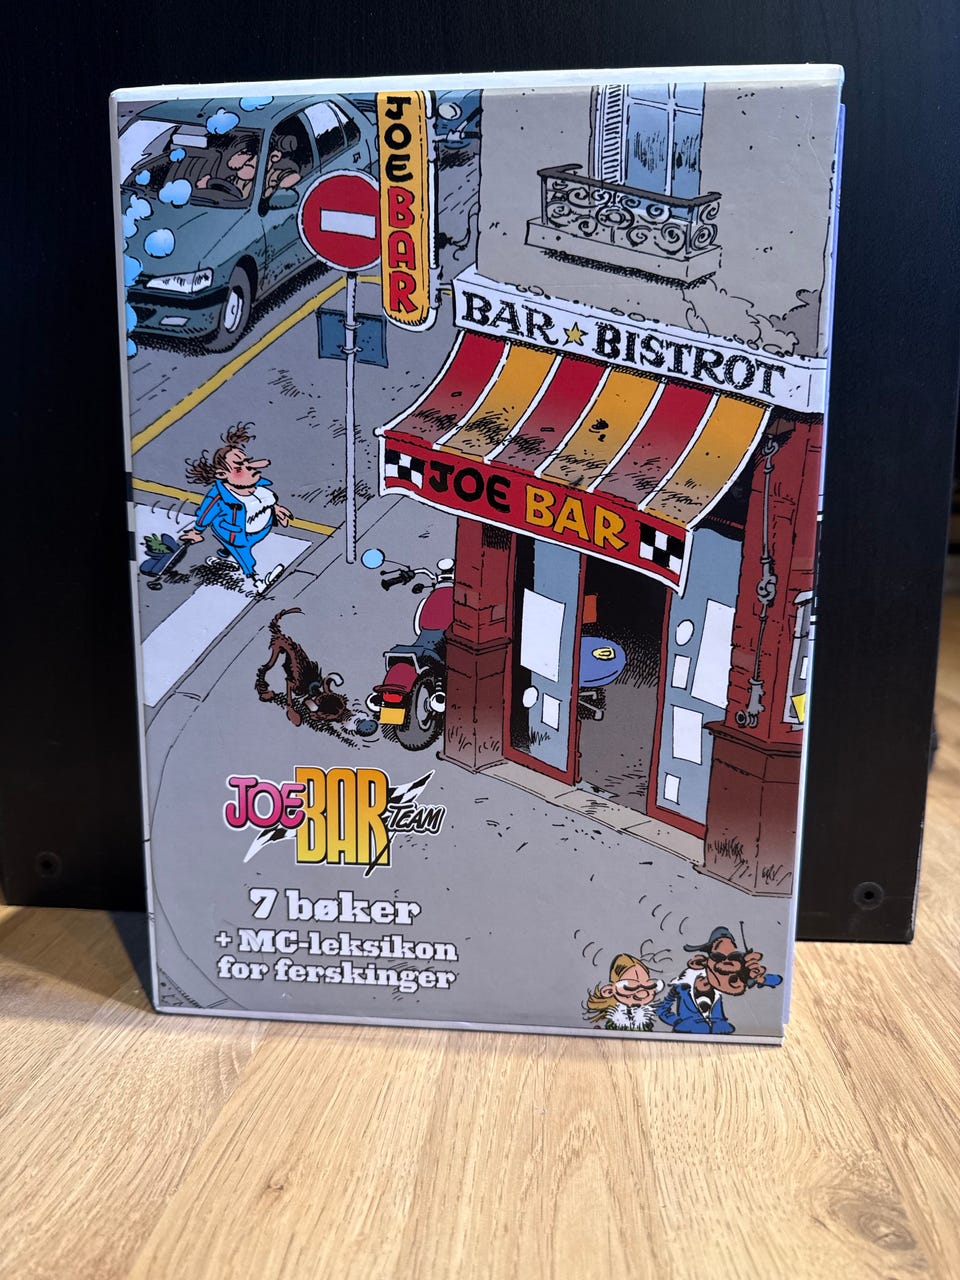 JOE BAR
BAR ★ BISTROT
JOE BAR
JOE BAR TEAM
7 bøker
+ MC-leksikon
for ferskinger